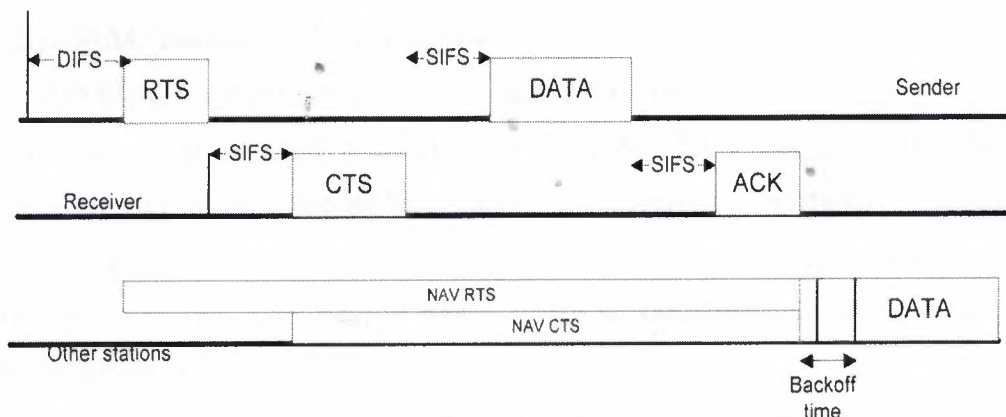 DIFS
RTS
SIFS
DATA
Sender
SIFS
CTS
SIFS
ACK
Receiver
NAV RTS
NAV CTS
DATA
Other stations
Backoff
time